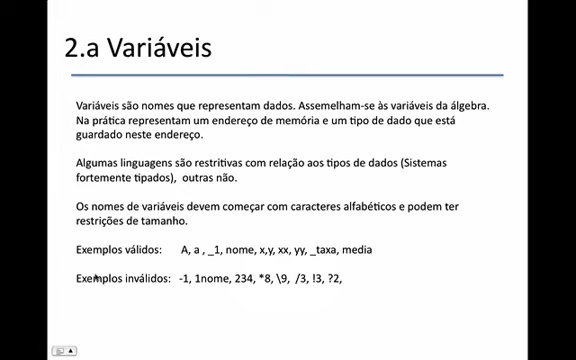 2.a Variáveis
Variáveis são nomes que representam dados. Assemelham-se às variáveis da álgebra.
Na prática representam um endereço de memória e um tipo de dado que está
guardado neste endereço.
Algumas linguagens são restritivas com relação aos tipos de dados (Sistemas
fortemente tipados), outras não.
Os nomes de variáveis devem começar com caracteres alfabéticos e podem ter
restrições de tamanho.
Exemplos válidos: A, a , _1, nome, x,y, xx, yy, _taxa, media
Exemplos inválidos: -1, 1nome, 234, *8, \9, /3, !3, ?2,